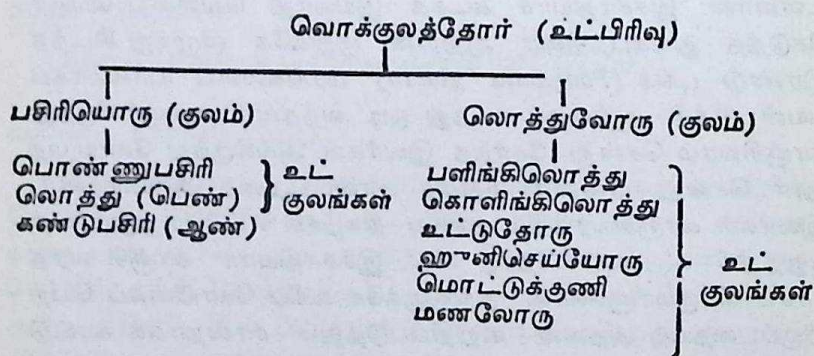 வொக்குலத்தோர் (உட்பிரிவு)
பசிரியொரு (குலம்)
பொண்ணுபசிரி
லொத்து (பெண்)
கண்டுபசிரி (ஆண்)
உட்
குலங்கள்
லொத்துவோரு (குலம்)
பளிங்கிலொத்து
கொளிங்கிலொத்து
உட்டுதோரு
ஹுனிசெய்யோரு
மொட்டுக்குணி
மணலோரு
உட்
குலங்கள்